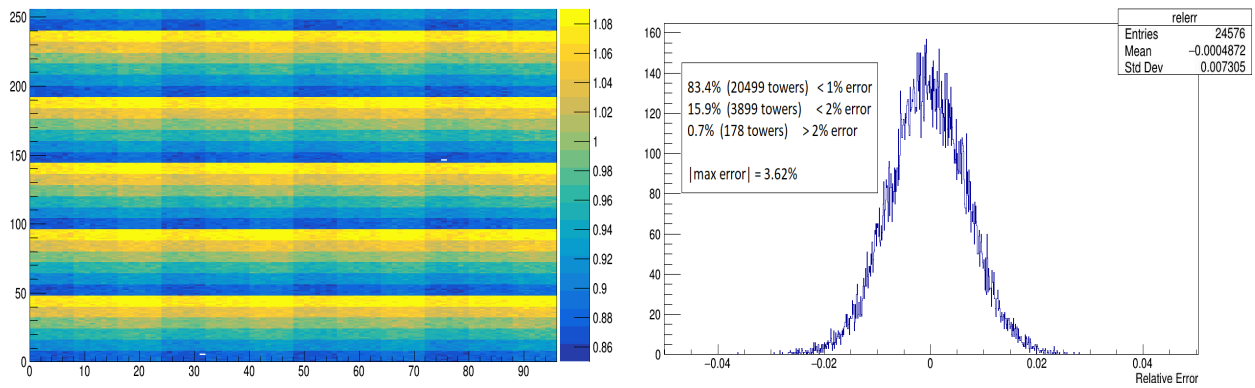 250
200
150
100
50
0
0 10 20 30 40 50 60 70 80 90
1.08
1.06
1.04
1.02
1
0.98
0.96
0.94
0.92
0.9
0.88
0.86
160
140
120
100
80
60
40
20
0
−0.04 −0.02 0 0.02 0.04
Relative Error
83.4% (20499 towers) < 1% error
15.9% (3899 towers) < 2% error
0.7% (178 towers) > 2% error
|max error| = 3.62%
relerr
Entries 24576
Mean −0.0004872
Std Dev 0.007305